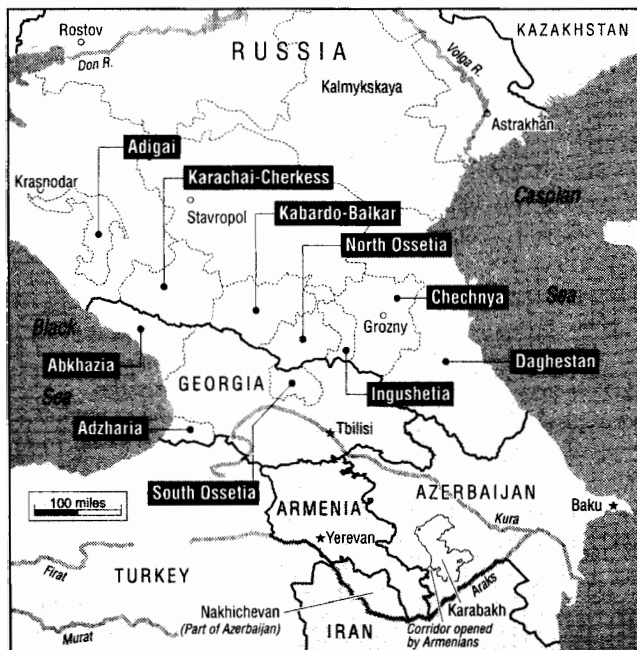 Rostov
KAZAKHSTAN
RUSSIA
Don R.
Volga R.
Kalmykskaya
Astrakhan
Adigai
Krasnodar
Karachai-Cherkess
Stavropol
Caspian
Sea
Kabardo-Balkar
North Ossetia
Chechnya
Grozny
Black
Sea
Abkhazia
Daghestan
GEORGIA
Ingushetia
Adzharia
Tbilisi
South Ossetia
100 miles
ARMENIA
AZERBAIJAN
Baku
Kura
Yerevan
Firat
TURKEY
Araks
Nakhichevan
(Part of Azerbaijan)
Karabakh
Murat
IRAN
Corridor opened
by Armenians